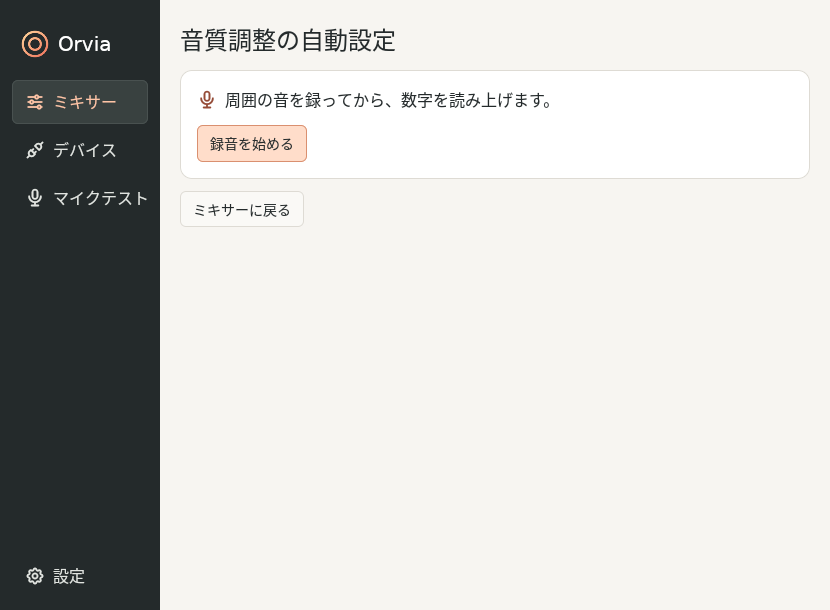 Orvia
ミキサー
デバイス
マイクテスト
設定
音質調整の自動設定
周囲の音を録ってから、数字を読み上げます。
録音を始める
ミキサーに戻る